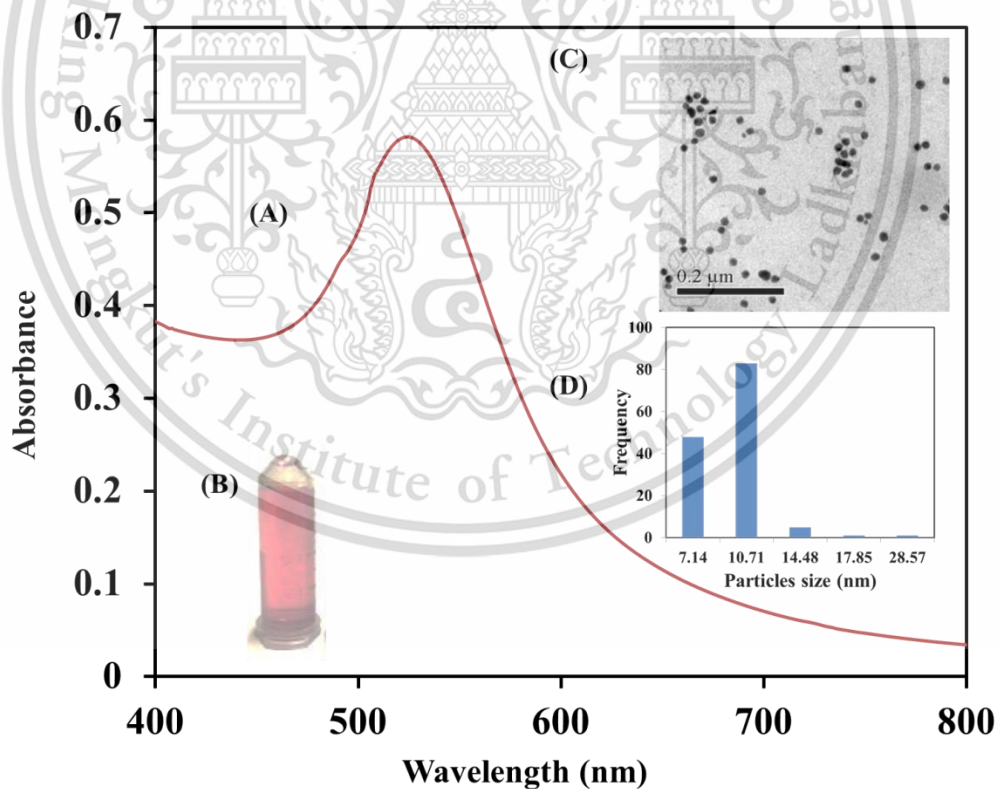 0.7
0.6
0.5
0.4
0.3
0.2
0.1
0
Absorbance
400
500
600
700
800
Wavelength (nm)
(A)
(B)
(C)
0.2 μm
(D)
100
80
60
40
20
0
Frequency
7.14
10.71
14.48
17.85
28.57
Particles size (nm)
King Mongkut's Institute of Technology Ladkrabang